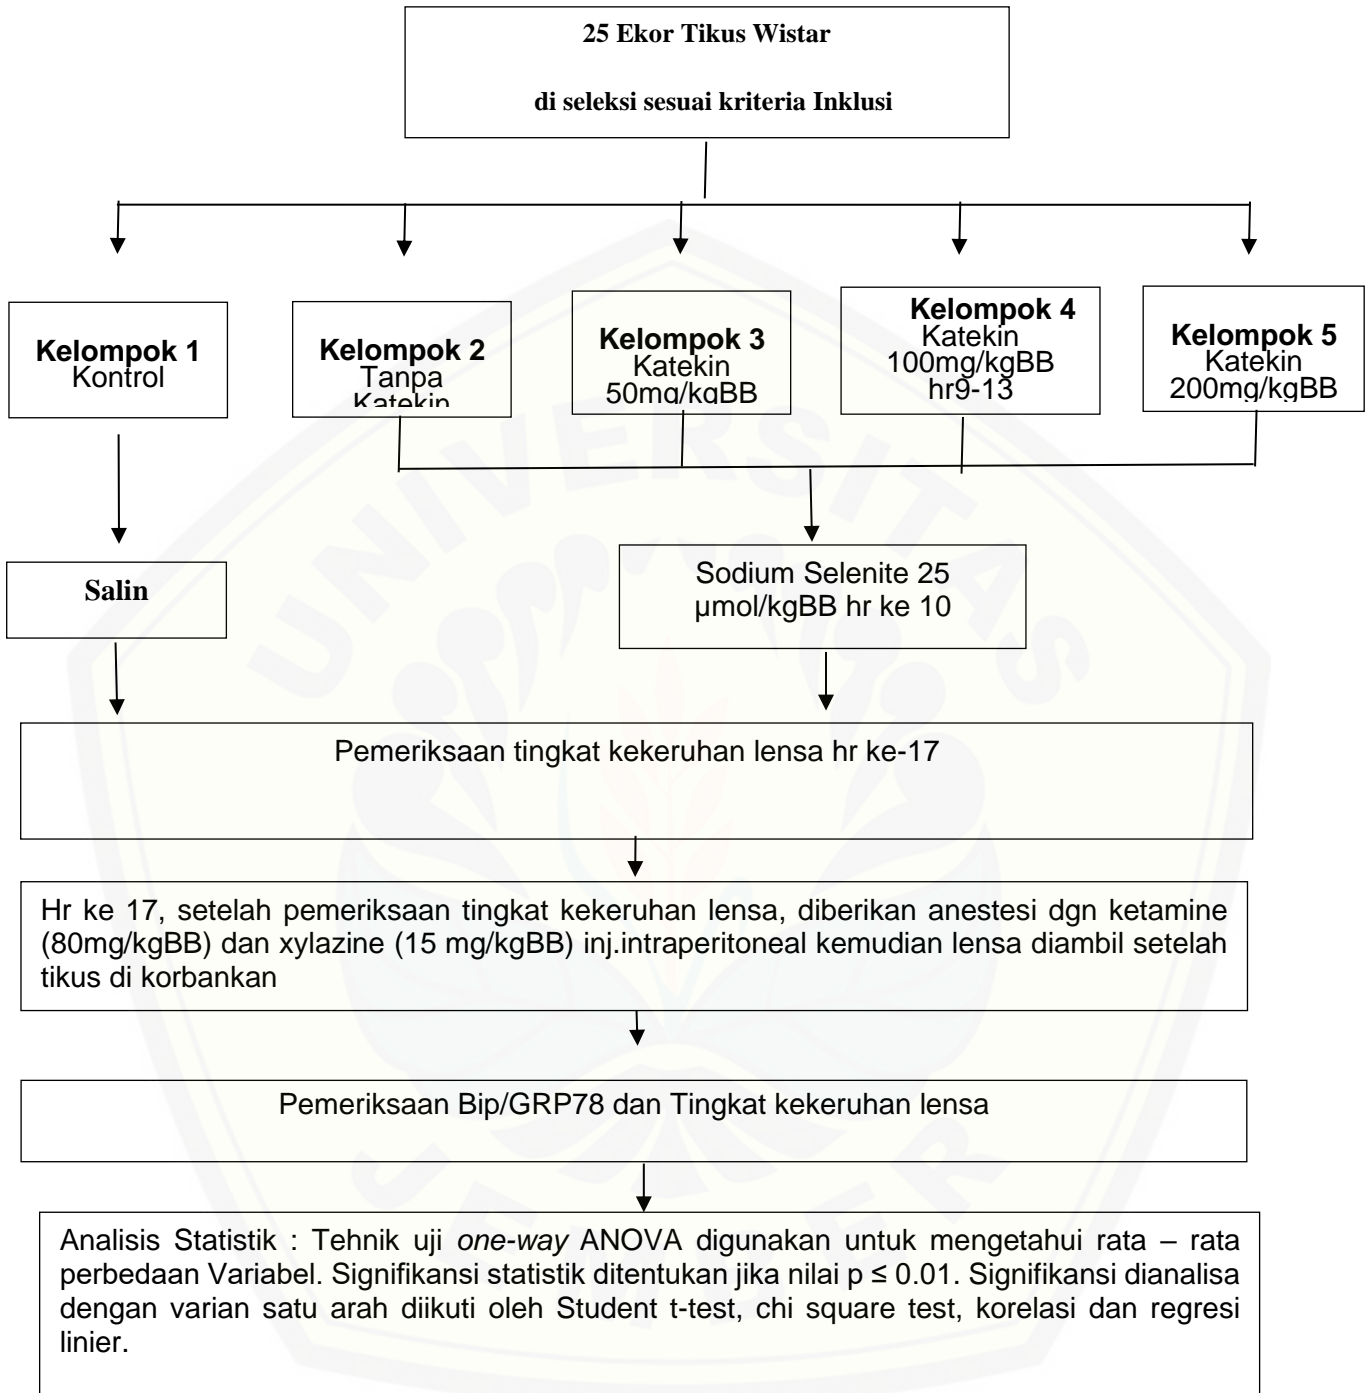 25 Ekor Tikus Wistar
di seleksi sesuai kriteria Inklusi
Kelompok 1
Kontrol
Kelompok 2
Tanpa
Katekin
Kelompok 3
Katekin
50mg/kgBB
Kelompok 4
Katekin
100mg/kgBB
hr9-13
Kelompok 5
Katekin
200mg/kgBB
Salin
Sodium Selenite 25
µmol/kgBB hr ke 10
Pemeriksaan tingkat kekeruhan lensa hr ke-17
Hr ke 17, setelah pemeriksaan tingkat kekeruhan lensa, diberikan anestesi dgn ketamine
(80mg/kgBB) dan xylazine (15 mg/kgBB) inj.intraperitoneal kemudian lensa diambil setelah
tikus di korbankan
Pemeriksaan Bip/GRP78 dan Tingkat kekeruhan lensa
Analisis Statistik : Tehnik uji one-way ANOVA digunakan untuk mengetahui rata – rata
perbedaan Variabel. Signifikansi statistik ditentukan jika nilai p ≤ 0.01. Signifikansi dianalisa
dengan varian satu arah diikuti oleh Student t-test, chi square test, korelasi dan regresi
linier.
UNIVERSITAS
JEMBER